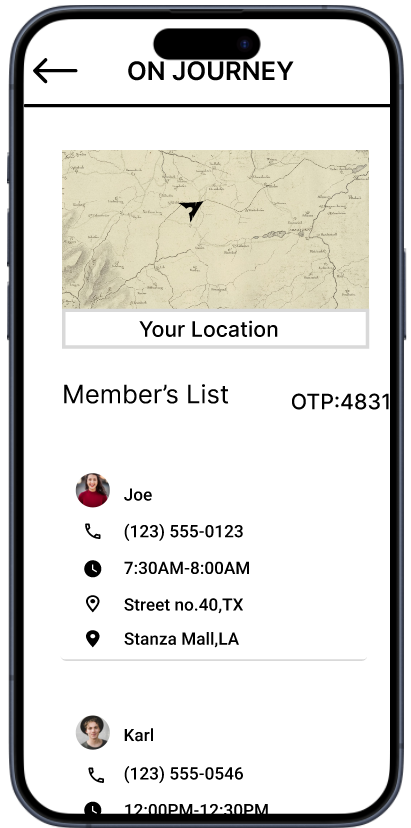 ON JOURNEY
Your Location
Member’s List
OTP:4831
Joe
(123) 555-0123
7:30AM-8:00AM
Street no.40,TX
Stanza Mall,LA
Karl
(123) 555-0546
12:00PM-12:30PM